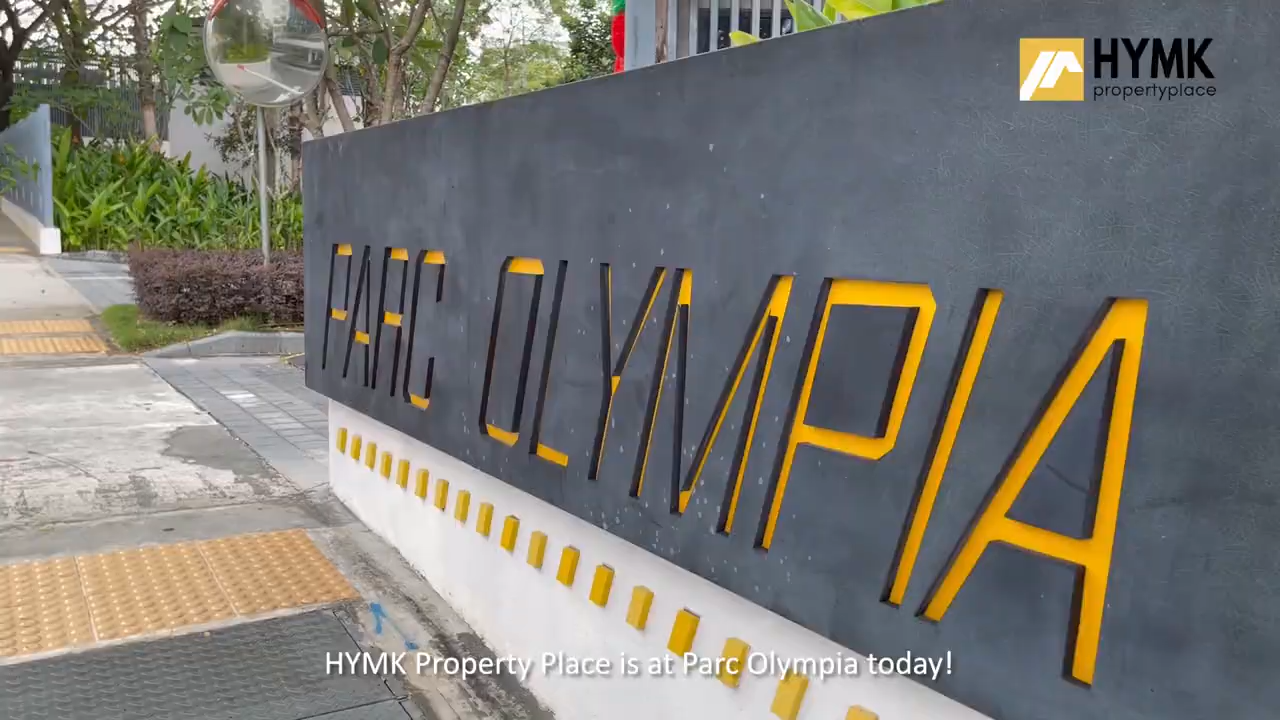 HYMK
propertyplace
PARC OLYMPIA
HYMK Property Place is at Parc Olympia today!